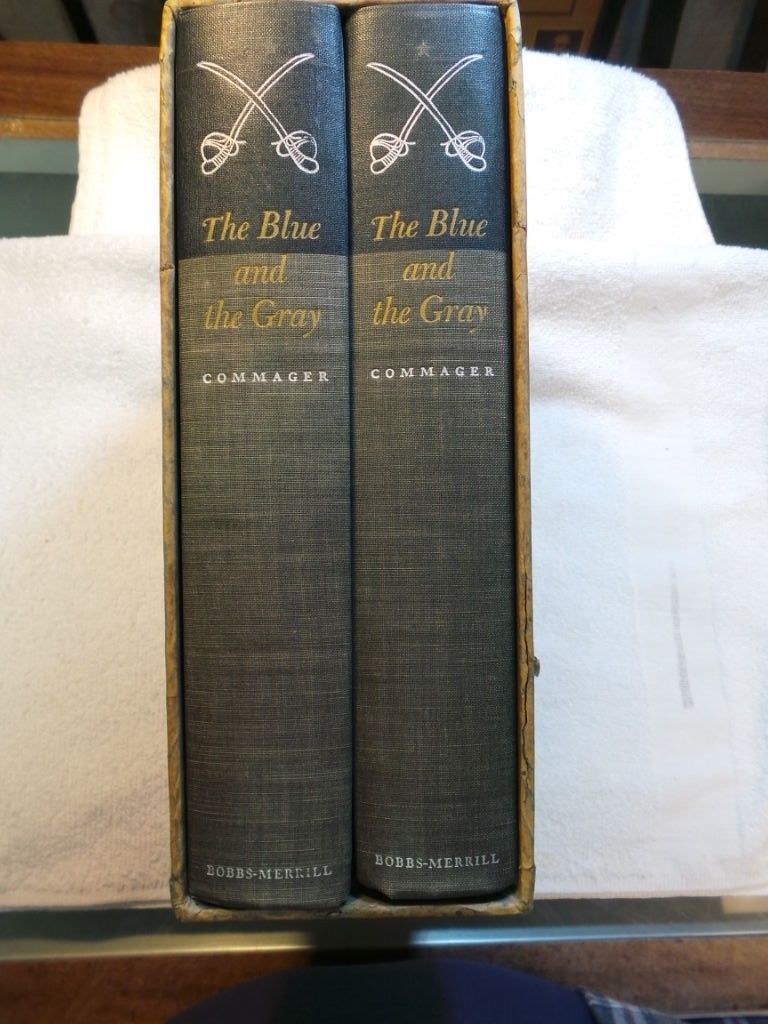 The Blue
and
the Gray
COMMAGER
BOBBS-MERRILL
The Blue
and
the Gray
COMMAGER
BOBBS-MERRILL